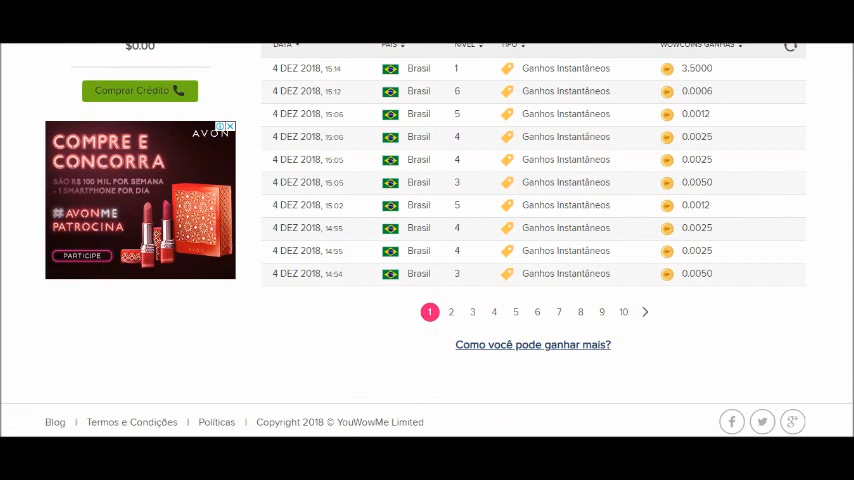 $0.00
Comprar Crédito
COMPRE E
CONCORRA
AVON
SÃO R$ 100 MIL POR SEMANA
+ 1 SMARTPHONE POR DIA
#AVONME
PATROCINA
PARTICIPE
DATA PAÍS NÍVEL TIPO WOWCOINS GANHAS
4 DEZ 2018, 15:14 Brasil 1 Ganhos Instantâneos 3.5000
4 DEZ 2018, 15:12 Brasil 6 Ganhos Instantâneos 0.0006
4 DEZ 2018, 15:06 Brasil 5 Ganhos Instantâneos 0.0012
4 DEZ 2018, 15:06 Brasil 4 Ganhos Instantâneos 0.0025
4 DEZ 2018, 15:05 Brasil 4 Ganhos Instantâneos 0.0025
4 DEZ 2018, 15:05 Brasil 3 Ganhos Instantâneos 0.0050
4 DEZ 2018, 15:02 Brasil 5 Ganhos Instantâneos 0.0012
4 DEZ 2018, 14:55 Brasil 4 Ganhos Instantâneos 0.0025
4 DEZ 2018, 14:55 Brasil 4 Ganhos Instantâneos 0.0025
4 DEZ 2018, 14:54 Brasil 3 Ganhos Instantâneos 0.0050
1 2 3 4 5 6 7 8 9 10
Como você pode ganhar mais?
Blog | Termos e Condições | Políticas | Copyright 2018 © YouWowMe Limited